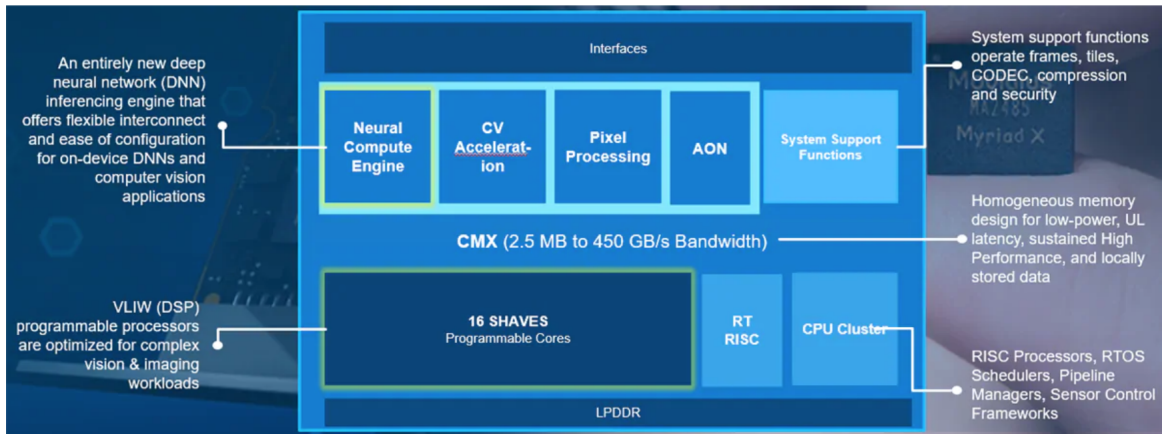 Interfaces
An entirely new deep
neural network (DNN)
inferencing engine that
offers flexible interconnect
and ease of configuration
for on-device DNNs and
computer vision
applications
Neural
Compute
Engine
CV
Accelerat-
ion
Pixel
Processing
AON
System Support
Functions
System support functions
operate frames, tiles,
CODEC, compression
and security
Movidius
MA2485
Myriad X
CMX (2.5 MB to 450 GB/s Bandwidth)
Homogeneous memory
design for low-power, UL
latency, sustained High
Performance, and locally
stored data
VLIW (DSP)
programmable processors
are optimized for complex
vision & imaging
workloads
16 SHAVES
Programmable Cores
RT
RISC
CPU Cluster
RISC Processors, RTOS
Schedulers, Pipeline
Managers, Sensor Control
Frameworks
LPDDR